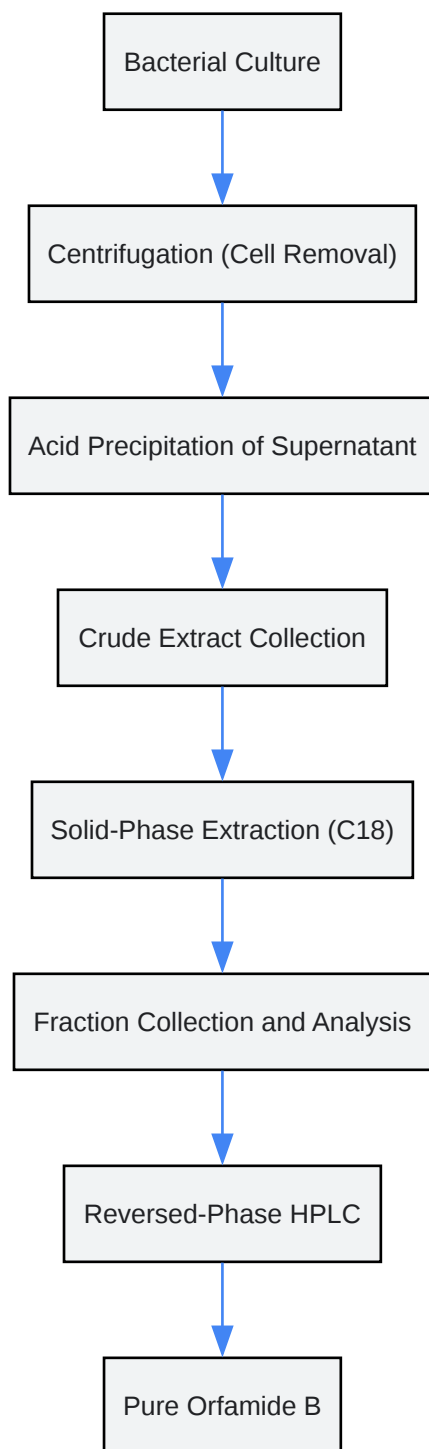 Bacterial Culture
Centrifugation (Cell Removal)
Acid Precipitation of Supernatant
Crude Extract Collection
Solid-Phase Extraction (C18)
Fraction Collection and Analysis
Reversed-Phase HPLC
Pure Orfamide B